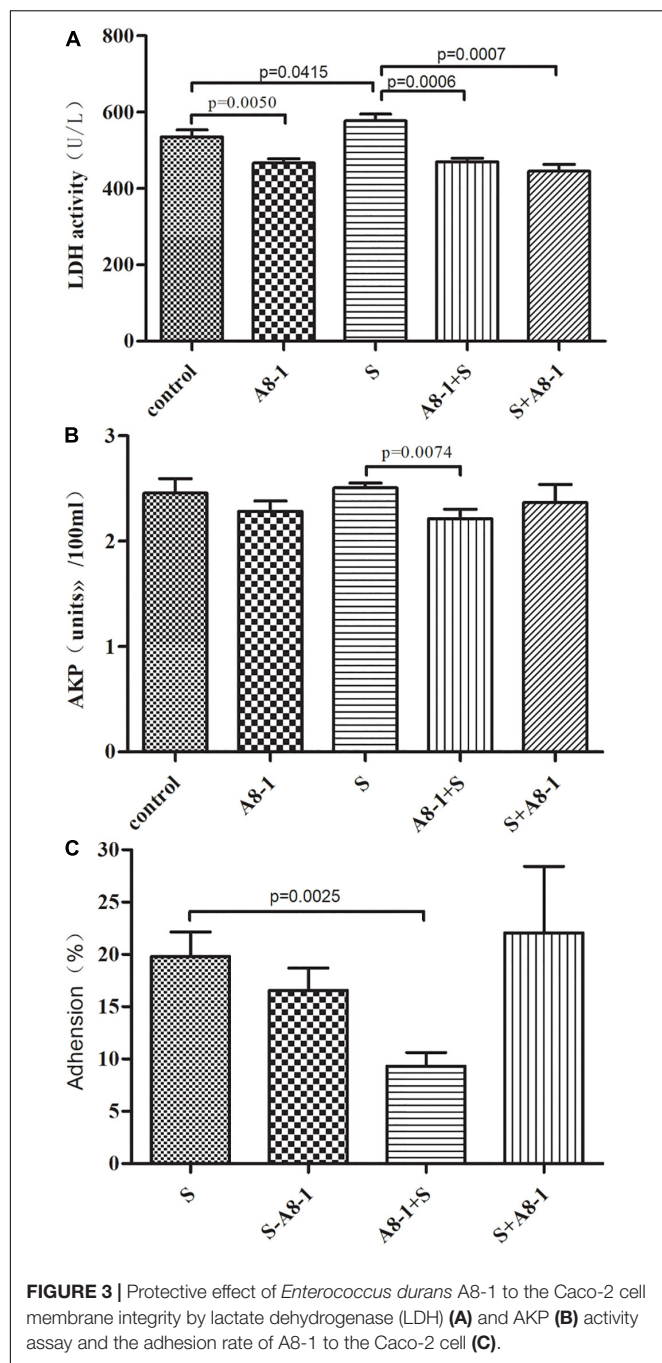 A
800
600
400
200
0
LDH activity（U/L）
p=0.0007
p=0.0415
p=0.0006
p=0.0050
control
A8-1
S
A8-1+S
S+A8-1
B
3
2
1
0
AKP（units» /100ml）
p=0.0074
control
A8-1
S
A8-1+S
S+A8-1
C
30
25
20
15
10
5
0
Adhension（%）
p=0.0025
S
S-A8-1
A8-1+S
S+A8-1
FIGURE 3 | Protective effect of Enterococcus durans A8-1 to the Caco-2 cell
membrane integrity by lactate dehydrogenase (LDH) (A) and AKP (B) activity
assay and the adhesion rate of A8-1 to the Caco-2 cell (C).